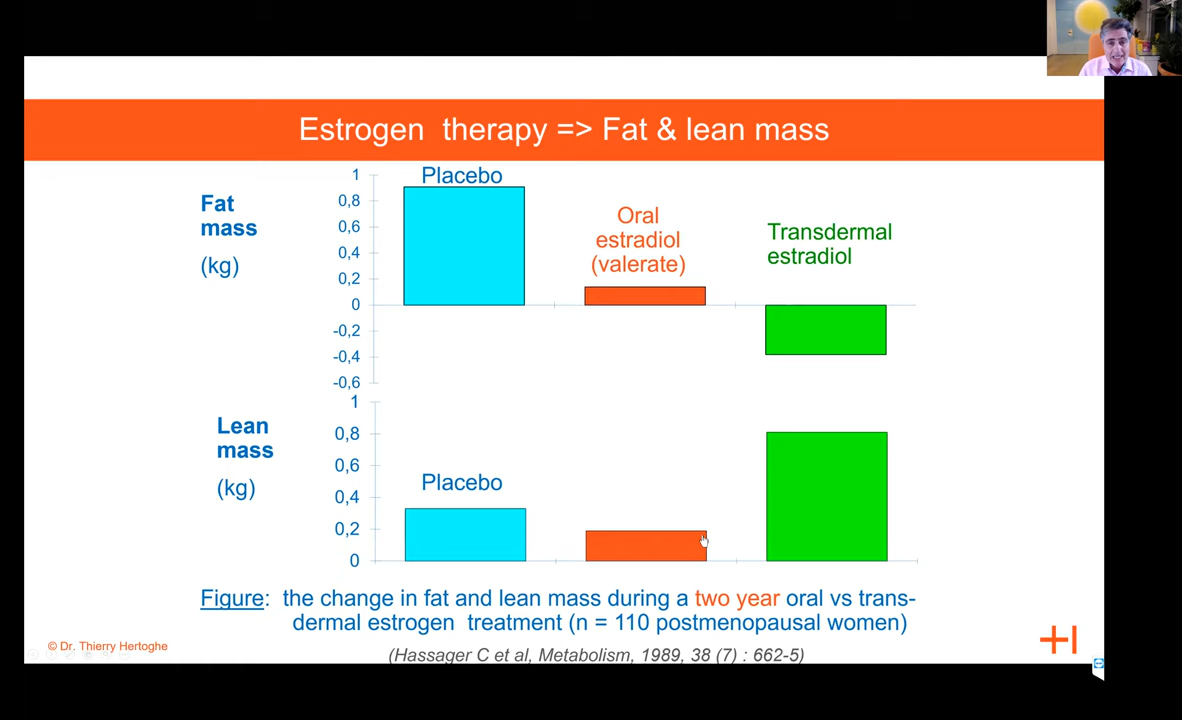 Estrogen therapy => Fat & lean mass
Fat
mass
(kg)
1
0,8
0,6
0,4
0,2
0
-0,2
-0,4
-0,6
Placebo
Oral
estradiol
(valerate)
Transdermal
estradiol
Lean
mass
(kg)
1
0,8
0,6
0,4
0,2
0
Placebo
Figure: the change in fat and lean mass during a two year oral vs trans-
dermal estrogen treatment (n = 110 postmenopausal women)
(Hassager C et al, Metabolism, 1989, 38 (7) : 662-5)
© Dr. Thierry Hertoghe